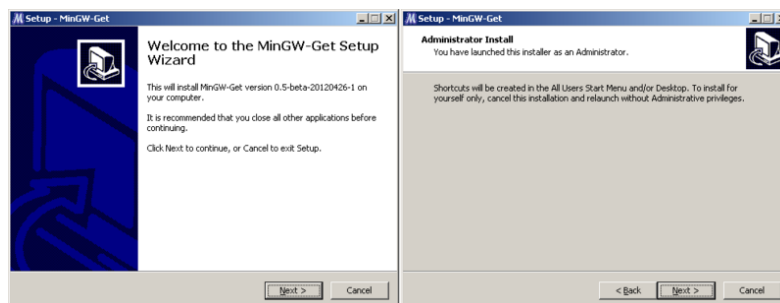 Setup - MinGW-Get
Welcome to the MinGW-Get Setup
Wizard
This will install MinGW-Get version 0.5-beta-20120426-1 on
your computer.
It is recommended that you close all other applications before
continuing.
Click Next to continue, or Cancel to exit Setup.
Next >
Cancel
Setup - MinGW-Get
Administrator Install
You have launched this installer as an Administrator.
Shortcuts will be created in the All Users Start Menu and/or Desktop. To install for
yourself only, cancel this installation and relaunch without Administrative privileges.
< Back
Next >
Cancel